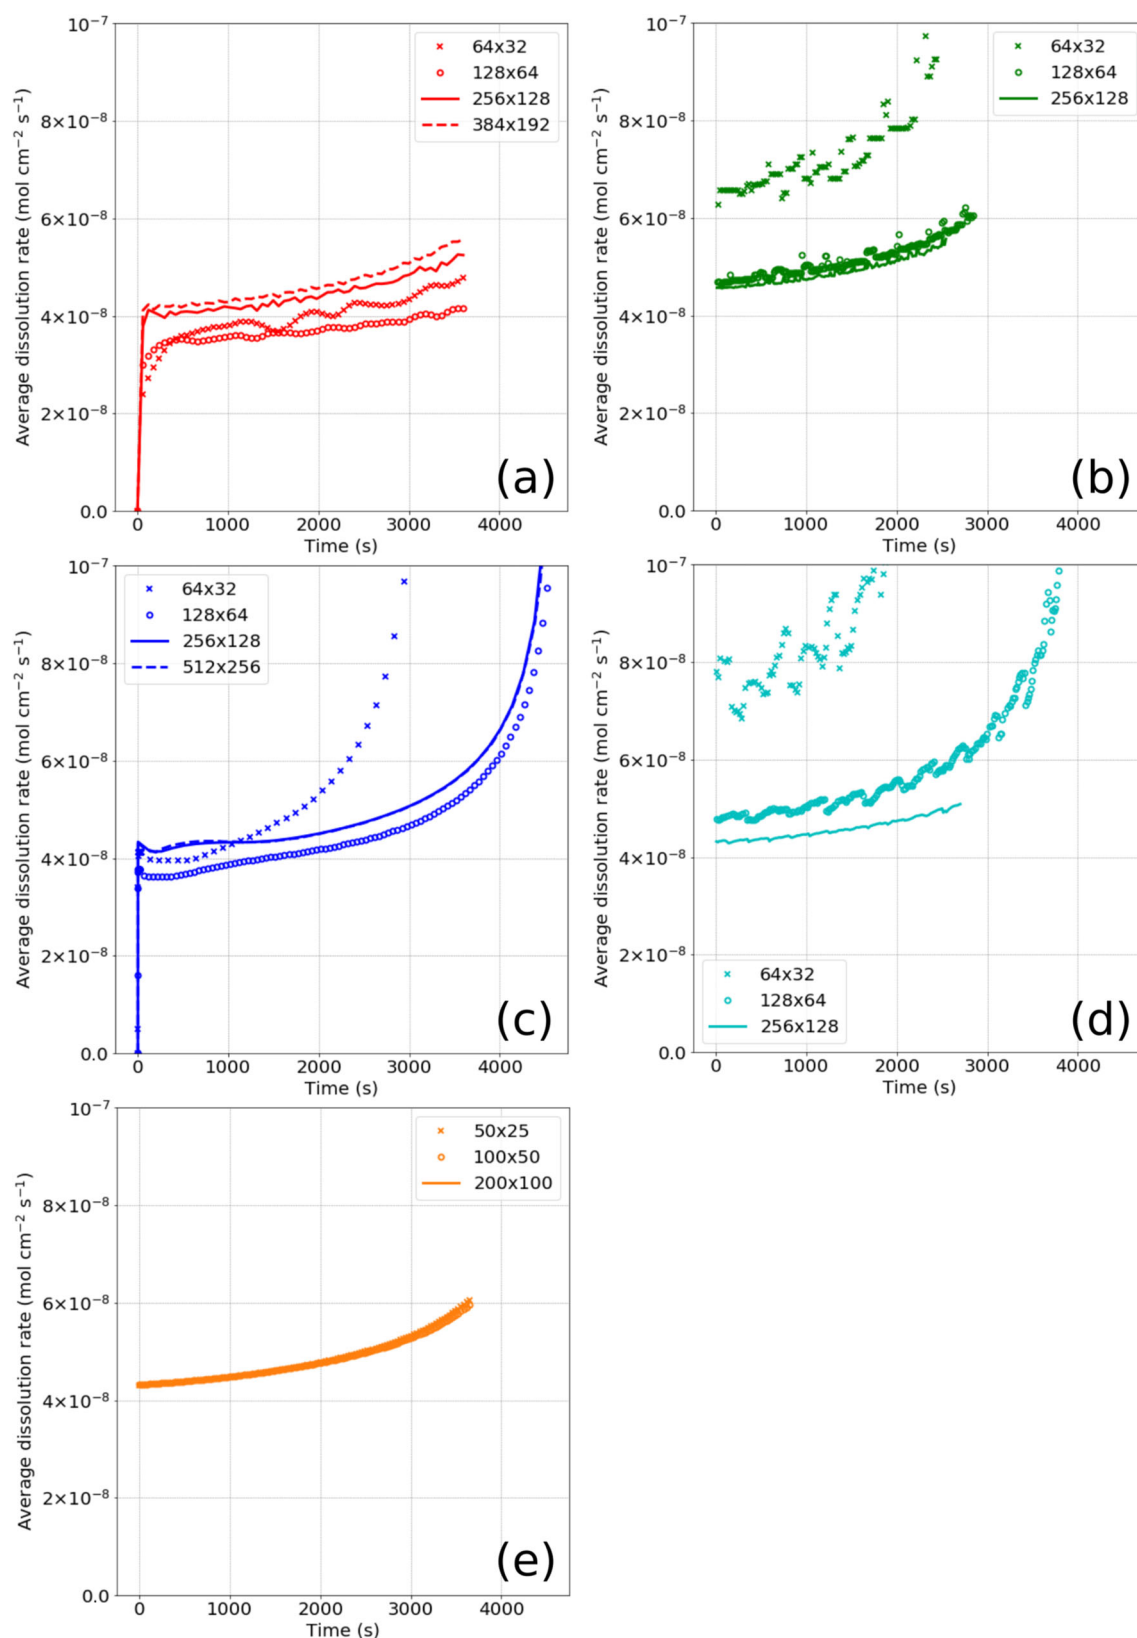 10⁻⁷
8×10⁻⁸
6×10⁻⁸
4×10⁻⁸
2×10⁻⁸
0.0
Average dissolution rate (mol cm⁻² s⁻¹)
64x32
128x64
256x128
384x192
(a)
0 1000 2000 3000 4000
Time (s)
10⁻⁷
8×10⁻⁸
6×10⁻⁸
4×10⁻⁸
2×10⁻⁸
0.0
Average dissolution rate (mol cm⁻² s⁻¹)
64x32
128x64
256x128
(b)
0 1000 2000 3000 4000
Time (s)
10⁻⁷
8×10⁻⁸
6×10⁻⁸
4×10⁻⁸
2×10⁻⁸
0.0
Average dissolution rate (mol cm⁻² s⁻¹)
64x32
128x64
256x128
512x256
(c)
0 1000 2000 3000 4000
Time (s)
10⁻⁷
8×10⁻⁸
6×10⁻⁸
4×10⁻⁸
2×10⁻⁸
0.0
Average dissolution rate (mol cm⁻² s⁻¹)
64x32
128x64
256x128
(d)
0 1000 2000 3000 4000
Time (s)
10⁻⁷
8×10⁻⁸
6×10⁻⁸
4×10⁻⁸
2×10⁻⁸
0.0
Average dissolution rate (mol cm⁻² s⁻¹)
50x25
100x50
200x100
(e)
0 1000 2000 3000 4000
Time (s)